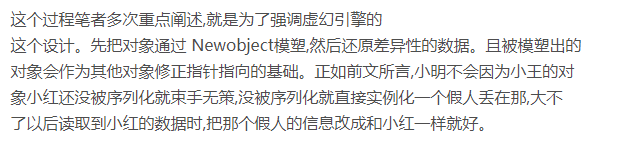 这个过程笔者多次重点阐述,就是为了强调虚幻引擎的
这个设计。先把对象通过 Newobject模塑,然后还原差异性的数据。且被模塑出的
对象会作为其他对象修正指针指向的基础。正如前文所言,小明不会因为小王的对
象小红还没被序列化就束手无策,没被序列化就直接实例化一个假人丢在那,大不
了以后读取到小红的数据时,把那个假人的信息改成和小红一样就好。